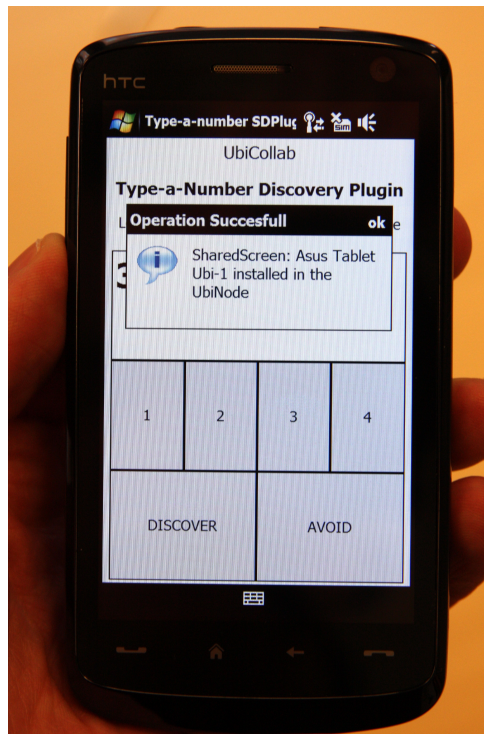 hTC
Type-a-number SDPlug
sim
UbiCollab
Type-a-Number Discovery Plugin
Operation Succesfull ok
SharedScreen: Asus Tablet
Ubi-1 installed in the
UbiNode
1 2 3 4
DISCOVER AVOID